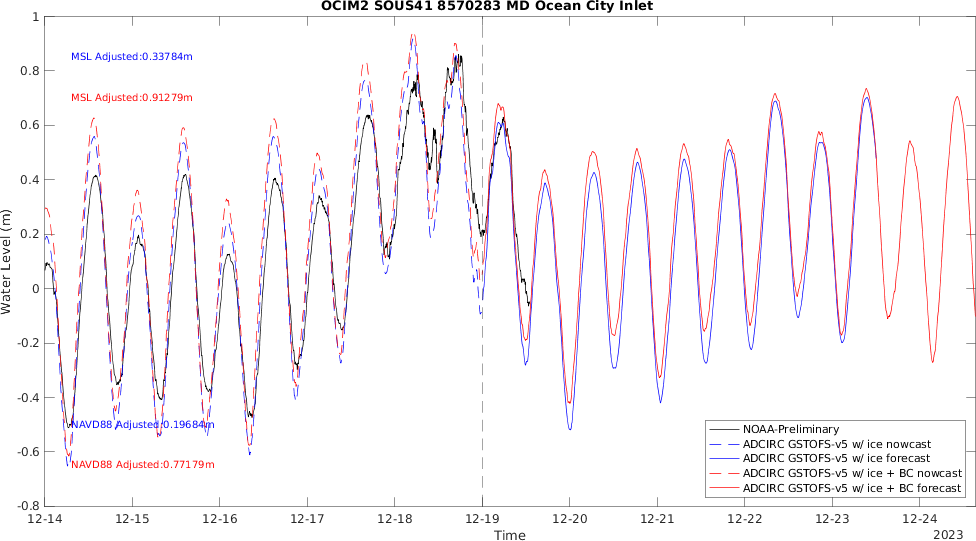 OCIM2 SOUS41 8570283 MD Ocean City Inlet
1
MSL Adjusted:0.33784m
0.8
MSL Adjusted:0.91279m
0.6
0.4
0.2
Water Level (m)
0
-0.2
-0.4
NAVD88 Adjusted:0.19684m
NOAA-Preliminary
ADCIRC GSTOFS-v5 w/ ice nowcast
-0.6
ADCIRC GSTOFS-v5 w/ ice forecast
NAVD88 Adjusted:0.77179m
ADCIRC GSTOFS-v5 w/ ice + BC nowcast
ADCIRC GSTOFS-v5 w/ ice + BC forecast
-0.8
12-14 12-15 12-16 12-17 12-18 12-19 12-20 12-21 12-22 12-23 12-24
Time
2023